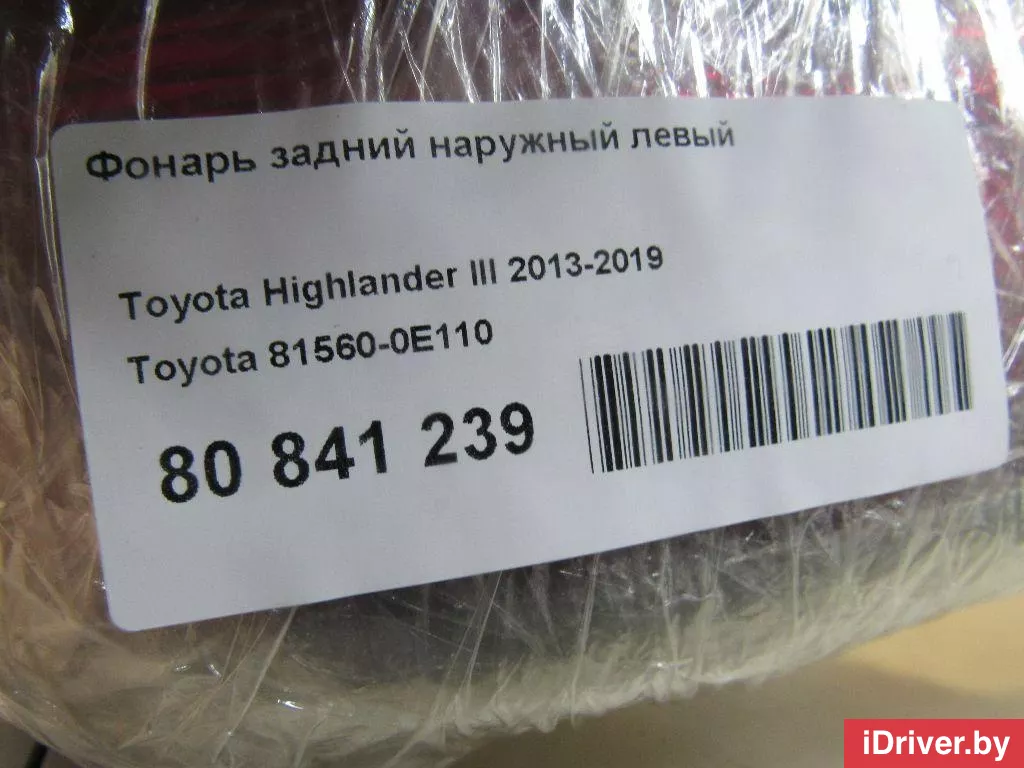 Фонарь задний наружный левый
Toyota Highlander III 2013-2019
Toyota 81560-0E110
80 841 239
iDriver.by